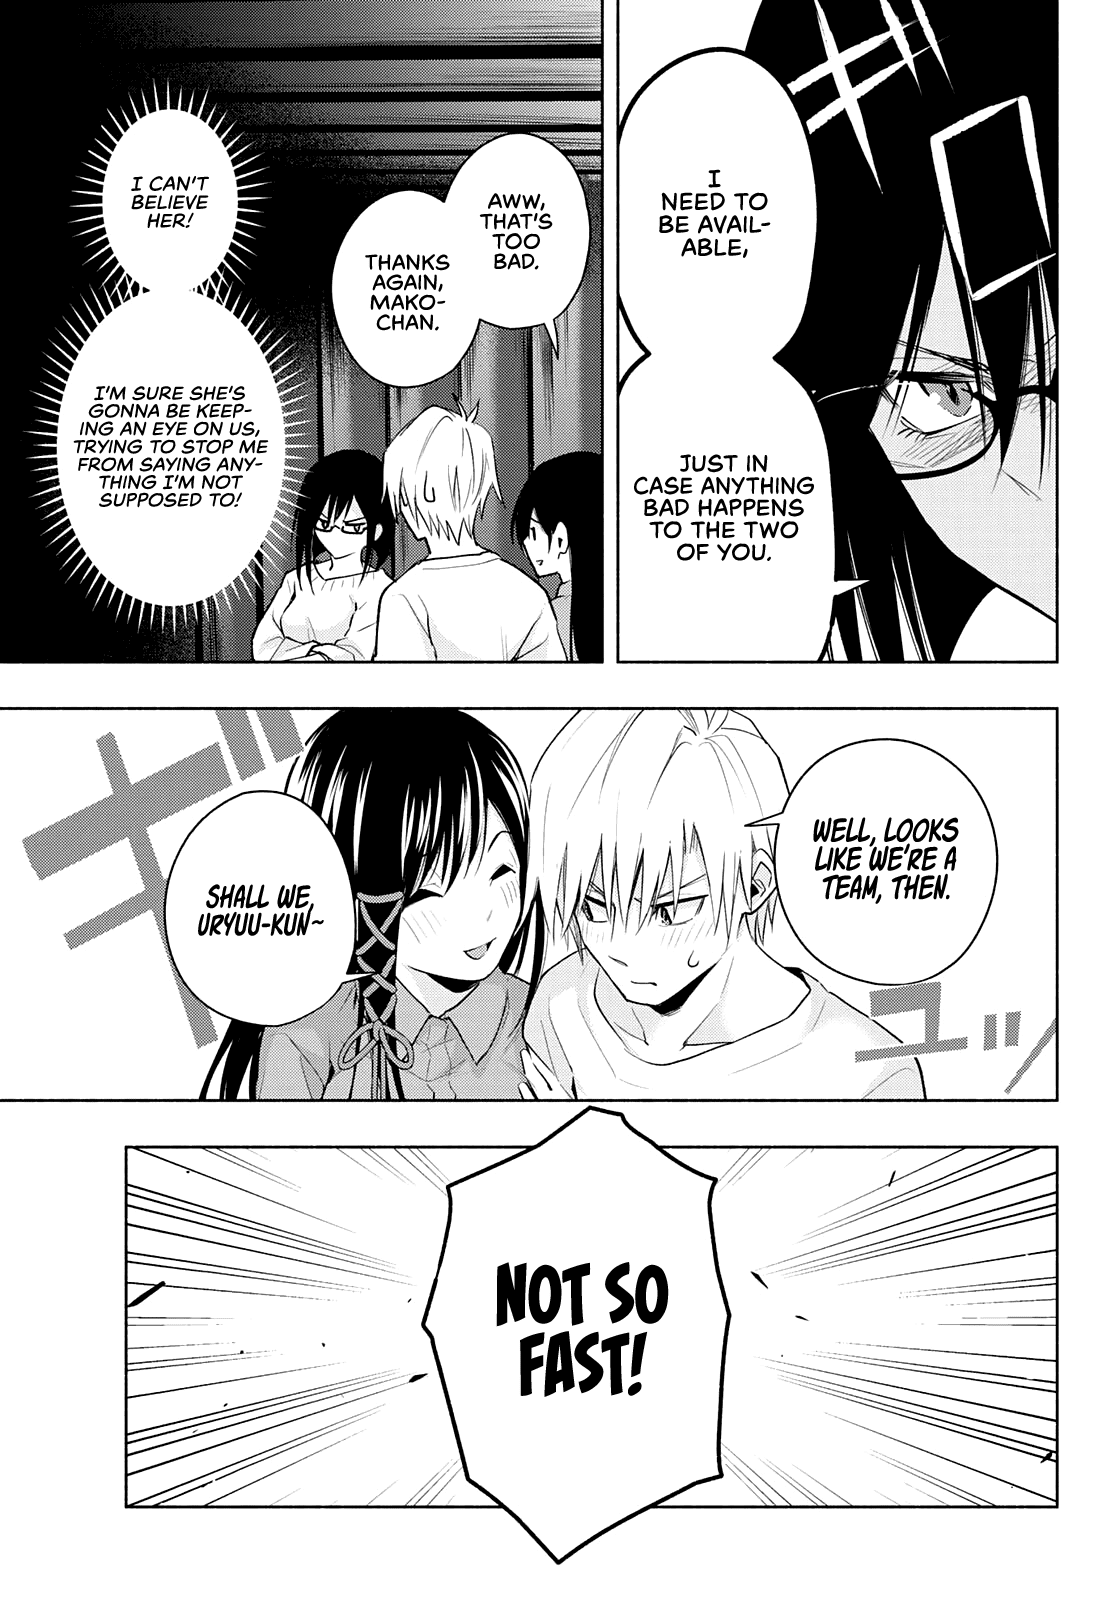 I
NEED TO
BE AVAIL-
ABLE,
JUST IN
CASE ANYTHING
BAD HAPPENS
TO THE TWO
OF YOU.
AWW,
THAT'S
TOO
BAD.
THANKS
AGAIN,
MAKO-
CHAN.
I CAN'T
BELIEVE
HER!
I'M SURE SHE'S
GONNA BE KEEP-
ING AN EYE ON US,
TRYING TO STOP ME
FROM SAYING ANY-
THING I'M NOT
SUPPOSED TO!
WELL, LOOKS
LIKE WE'RE A
TEAM, THEN.
ギュッ
SHALL WE,
URYUU-KUN~
NOT SO
FAST!